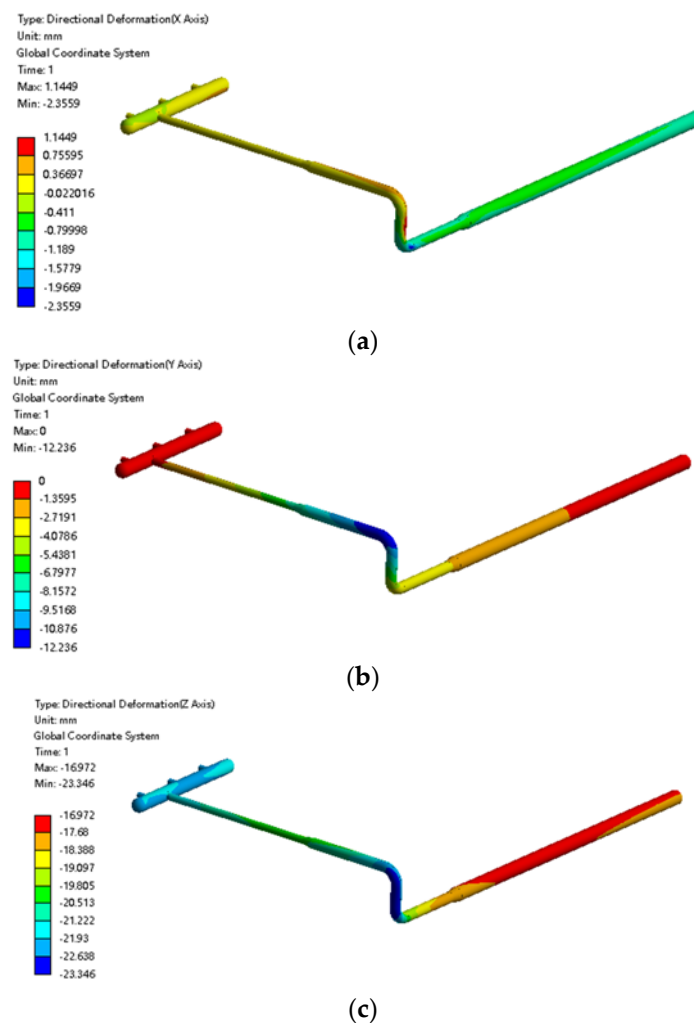 Type: Directional Deformation(X Axis)
Unit: mm
Global Coordinate System
Time: 1
Max: 1.1449
Min: -2.3559
1.1449
0.75595
0.36697
-0.022016
-0.411
-0.79998
-1.189
-1.5779
-1.9669
-2.3559
(a)
Type: Directional Deformation(Y Axis)
Unit: mm
Global Coordinate System
Time: 1
Max: 0
Min: -12.236
0
-1.3595
-2.7191
-4.0786
-5.4381
-6.7977
-8.1572
-9.5168
-10.876
-12.236
(b)
Type: Directional Deformation(Z Axis)
Unit: mm
Global Coordinate System
Time: 1
Max: -16.972
Min: -23.346
-16.972
-17.68
-18.388
-19.097
-19.805
-20.513
-21.222
-21.93
-22.638
-23.346
(c)